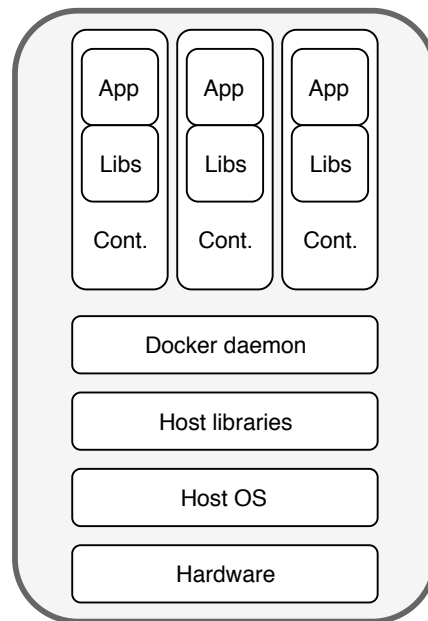 App App App
Libs Libs Libs
Cont. Cont. Cont.
Docker daemon
Host libraries
Host OS
Hardware